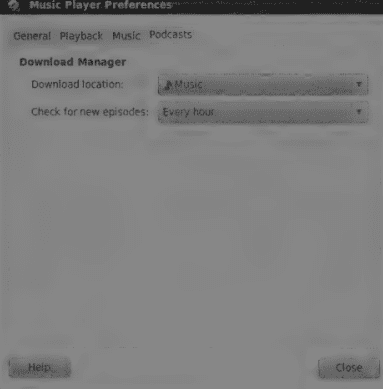 Music Player Preferences
General Playback Music Podcasts
Download Manager
Download location: Music
Check for new episodes: Every hour
Help Close